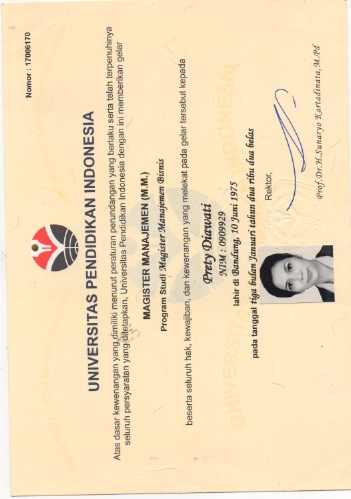 Nomor : 17006170
UNIVERSITAS PENDIDIKAN INDONESIA
Atas dasar kewenangan yang dimiliki menurut peraturan perundangan yang berlaku serta telah terpenuhinya
seluruh persyaratan yang ditetapkan, Universitas Pendidikan Indonesia dengan ini memberikan gelar
MAGISTER MANAJEMEN (M.M.)
Program Studi Magister Manajemen Bisnis
beserta seluruh hak, kewajiban, dan kewenangan yang melekat pada gelar tersebut kepada
Prety Diawati
NIM : 0909929
lahir di Bandung, 10 Juni 1975
pada tanggal tiga bulan Januari tahun dua ribu dua belas
Rektor,
Prof.Dr.H.Sunaryo Kartadinata,M.Pd